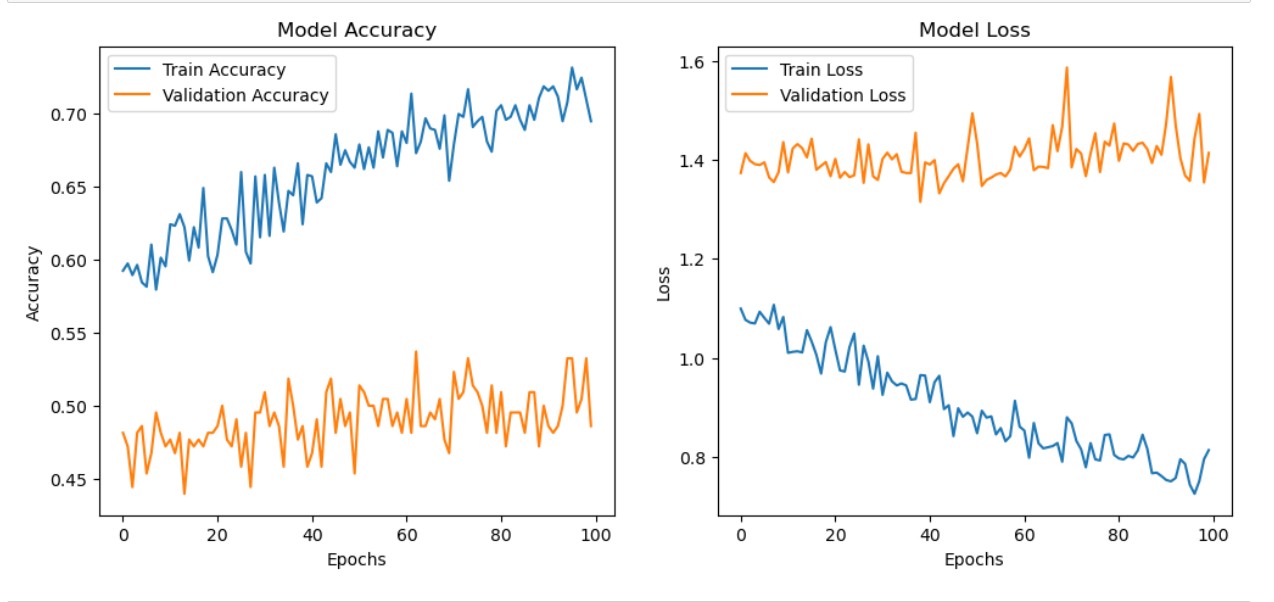 Model Accuracy
Train Accuracy
Validation Accuracy
0.70
0.65
0.60
0.55
0.50
0.45
Accuracy
0 20 40 60 80 100
Epochs
Model Loss
Train Loss
Validation Loss
1.6
1.4
1.2
1.0
0.8
Loss
0 20 40 60 80 100
Epochs